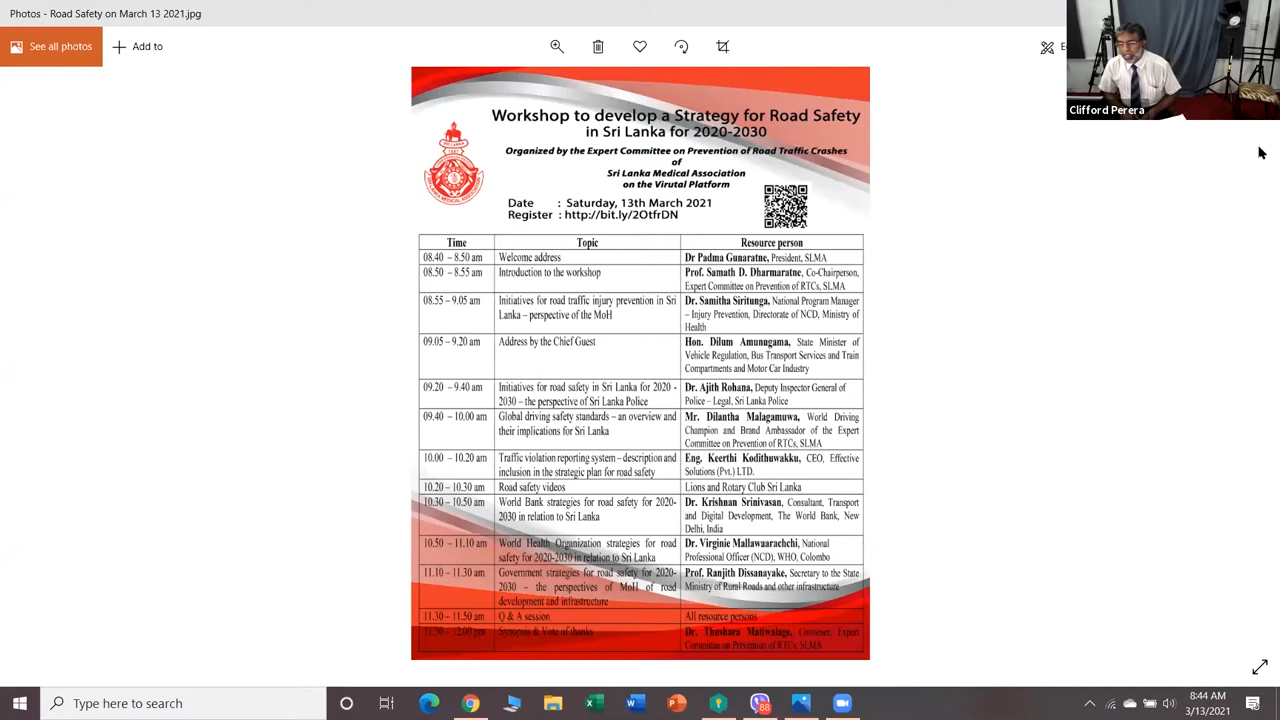 Photos - Road Safety on March 13 2021.jpg
See all photos
Add to
Clifford Perera
Workshop to develop a Strategy for Road Safety
in Sri Lanka for 2020-2030
Organized by the Expert Committee on Prevention of Road Traffic Crashes
of
Sri Lanka Medical Association
on the Virutal Platform
Date : Saturday, 13th March 2021
Register : http://bit.ly/2OtfrDN
Time Topic Resource person
08.40 – 8.50 am Welcome address Dr Padma Gunaratne, President, SLMA
08.50 – 8.55 am Introduction to the workshop Prof. Samath D. Dharmaratne, Co-Chairperson,
Expert Committee on Prevention of RTCs, SLMA
08.55 – 9.05 am Initiatives for road traffic injury prevention in Sri Dr. Samitha Siritunga, National Program Manager
Lanka – perspective of the MoH – Injury Prevention, Directorate of NCD, Ministry of
Health
09.05 – 9.20 am Address by the Chief Guest Hon. Dilum Amunugama, State Minister of
Vehicle Regulation, Bus Transport Services and Train
Compartments and Motor Car Industry
09.20 – 9.40 am Initiatives for road safety in Sri Lanka for 2020 - Dr. Ajith Rohana, Deputy Inspector General of
2030 – the perspective of Sri Lanka Police Police – Legal, Sri Lanka Police
09.40 – 10.00 am Global driving safety standards – an overview and Mr. Dilantha Malagamuwa, World Driving
their implications for Sri Lanka Champion and Brand Ambassador of the Expert
Committee on Prevention of RTCs, SLMA
10.00 – 10.20 am Traffic violation reporting system – description and Eng. Keerthi Kodithuwakku, CEO, Effective
inclusion in the strategic plan for road safety Solutions (Pvt.) LTD.
10.20 – 10.30 am Road safety videos Lions and Rotary Club Sri Lanka
10.30 – 10.50 am World Bank strategies for road safety for 2020- Dr. Krishnan Srinivasan, Consultant, Transport
2030 in relation to Sri Lanka and Digital Development, The World Bank, New
Delhi, India
10.50 – 11.10 am World Health Organization strategies for road Dr. Virginie Mallawaarachchi, National
safety for 2020-2030 in relation to Sri Lanka Professional Officer (NCD), WHO, Colombo
11.10 – 11.30 am Government strategies for road safety for 2020- Prof. Ranjith Dissanayake, Secretary to the State
2030 – the perspectives of MoH of road Ministry of Rural Roads and other infrastructure
development and infrastructure
11.30 – 11.50 am Q & A session All resource persons
11.50 – 12.00 pm Synopsis & Vote of thanks Dr. Thushara Matiwalage, Convener, Expert
Committee on Prevention of RTCs, SLMA
Type here to search
88
8:44 AM
3/13/2021